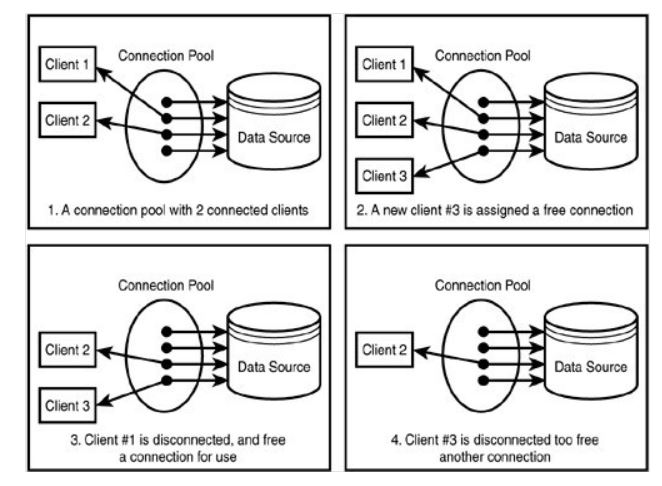 Connection Pool
Client 1
Client 2
Data Source
1. A connection pool with 2 connected clients
Connection Pool
Client 1
Client 2
Client 3
Data Source
2. A new client #3 is assigned a free connection
Connection Pool
Client 2
Client 3
Data Source
3. Client #1 is disconnected, and free
a connection for use
Connection Pool
Client 2
Data Source
4. Client #3 is disconnected too free
another connection